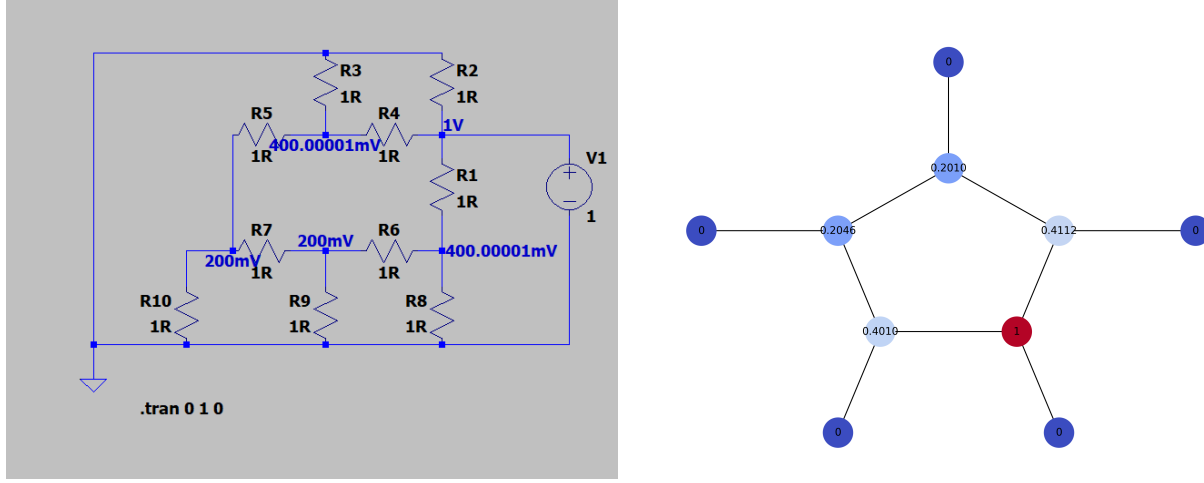 R3
1R
R2
1R
R5
1R
R4
1R
400.00001mV
1V
V1
1
R1
1R
R7
1R
R6
1R
200mV
200mV
400.00001mV
R10
1R
R9
1R
R8
1R
.tran 0 1 0
0
0.2010
0
0.2046
0.4112
0
0.4010
1
0
0